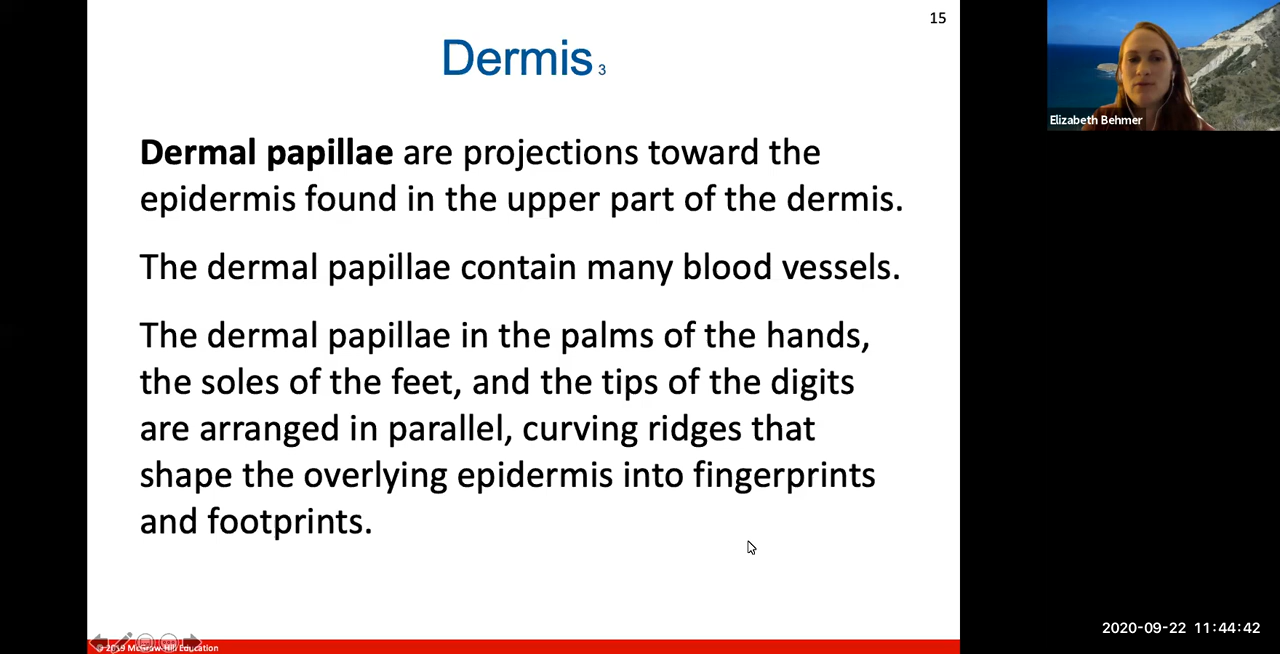 15
Dermis 3
Dermal papillae are projections toward the
epidermis found in the upper part of the dermis.
The dermal papillae contain many blood vessels.
The dermal papillae in the palms of the hands,
the soles of the feet, and the tips of the digits
are arranged in parallel, curving ridges that
shape the overlying epidermis into fingerprints
and footprints.
© 2019 McGraw-Hill Education
Elizabeth Behmer
2020-09-22 11:44:42